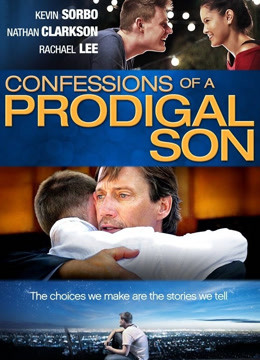 KEVIN SORBO
NATHAN CLARKSON
RACHAEL LEE
CONFESSIONS OF A
PRODIGAL
SON
The choices we make are the stories we tell